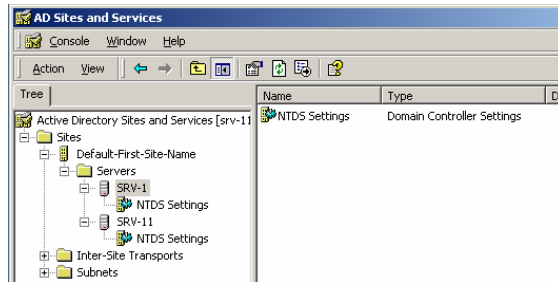 AD Sites and Services
Console Window Help
Action View
Tree
Name Type D
Active Directory Sites and Services [srv-11
NTDS Settings Domain Controller Settings
Sites
Default-First-Site-Name
Servers
SRV-1
NTDS Settings
SRV-11
NTDS Settings
Inter-Site Transports
Subnets